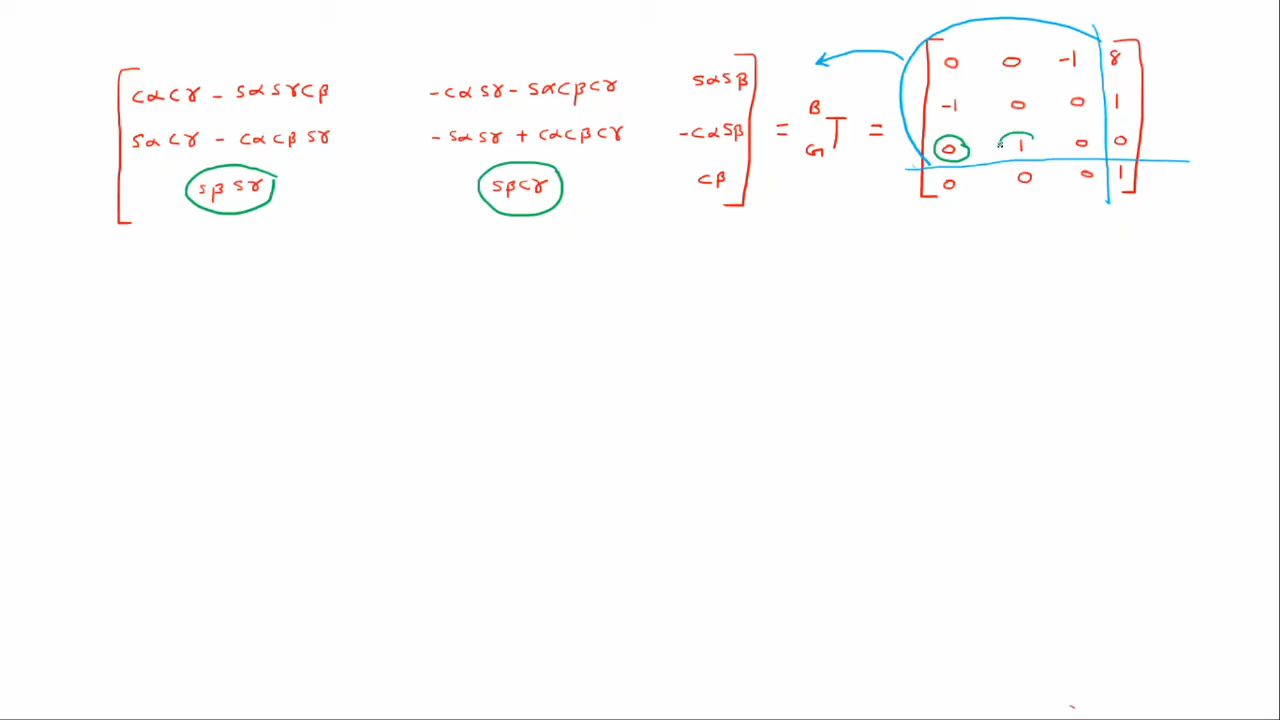 cαcγ - sαsγcβ -cαsγ - sαcβcγ sαsβ
sαcγ - cαcβsγ -sαsγ + cαcβcγ -cαsβ
sβsγ sβcγ cβ
= B G T =
0 0 -1 8
-1 0 0 1
0 1 0 0
0 0 0 1